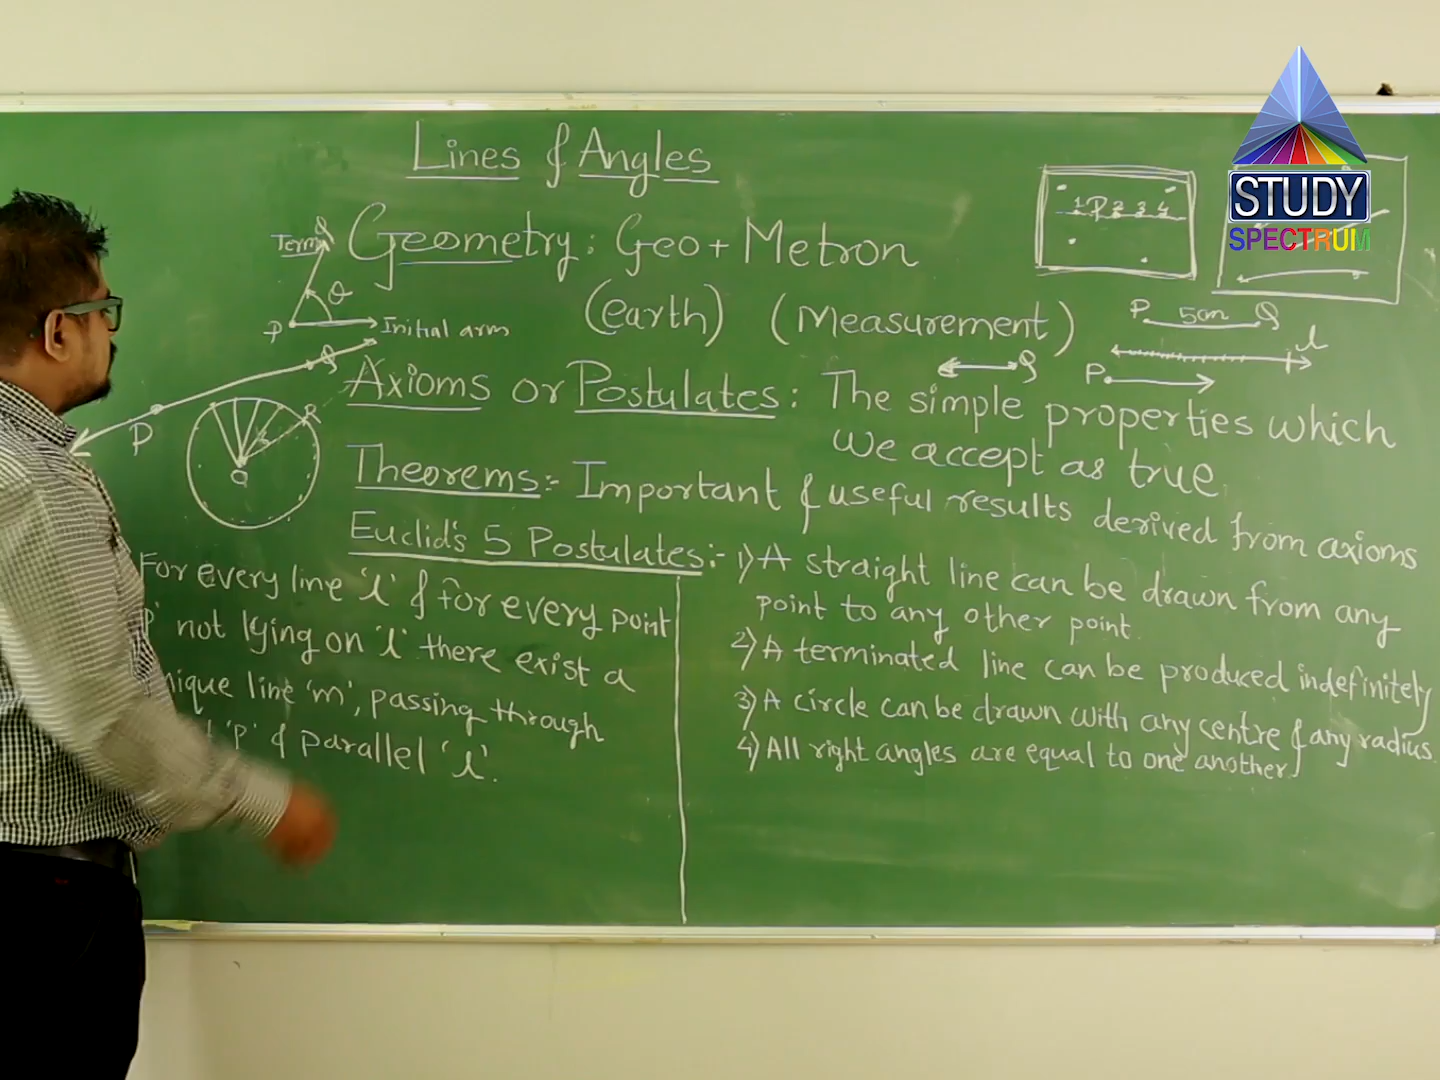 Lines & Angles
STUDY
SPECTRUM
1 P 2 3 4
Term
Q
Geometry: Geo + Metron
θ
P
Initial arm
(earth) (Measurement)
P 5cm Q
l
Q
P
Q
Axioms or Postulates: The simple properties which
we accept as true
P
R
Q
Theorems:- Important & useful results derived from axioms
Euclid's 5 Postulates:- 1) A straight line can be drawn from any
point to any other point.
2) A terminated line can be produced indefinitely
3) A circle can be drawn with any centre & any radius.
4) All right angles are equal to one another.
For every line 'l' & for every point
P' not lying on 'l' there exist a
nique line 'm', passing through
'P' & parallel 'l'.